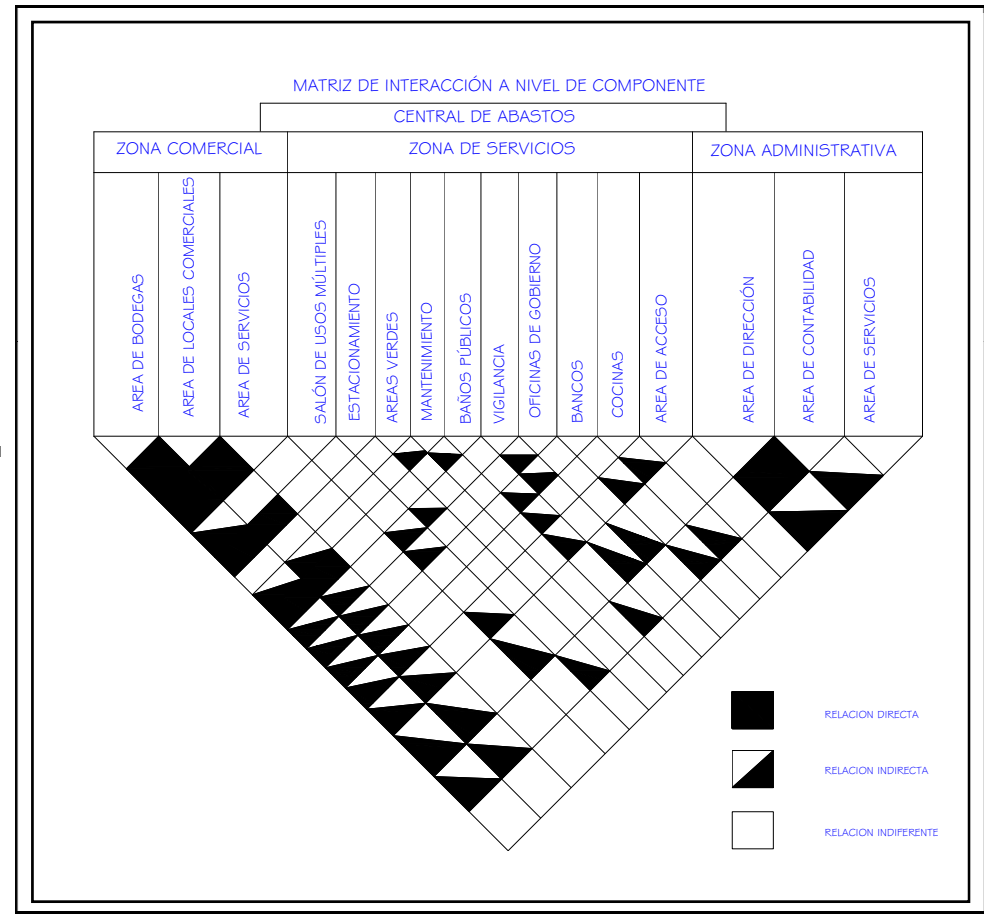 MATRIZ DE INTERACCIÓN A NIVEL DE COMPONENTE
CENTRAL DE ABASTOS
ZONA COMERCIAL
ZONA DE SERVICIOS
ZONA ADMINISTRATIVA
AREA DE BODEGAS
AREA DE LOCALES COMERCIALES
AREA DE SERVICIOS
SALÓN DE USOS MÚLTIPLES
ESTACIONAMIENTO
AREAS VERDES
MANTENIMIENTO
BAÑOS PÚBLICOS
VIGILANCIA
OFICINAS DE GOBIERNO
BANCOS
COCINAS
AREA DE ACCESO
AREA DE DIRECCIÓN
AREA DE CONTABILIDAD
AREA DE SERVICIOS
RELACION DIRECTA
RELACION INDIRECTA
RELACION INDIFERENTE